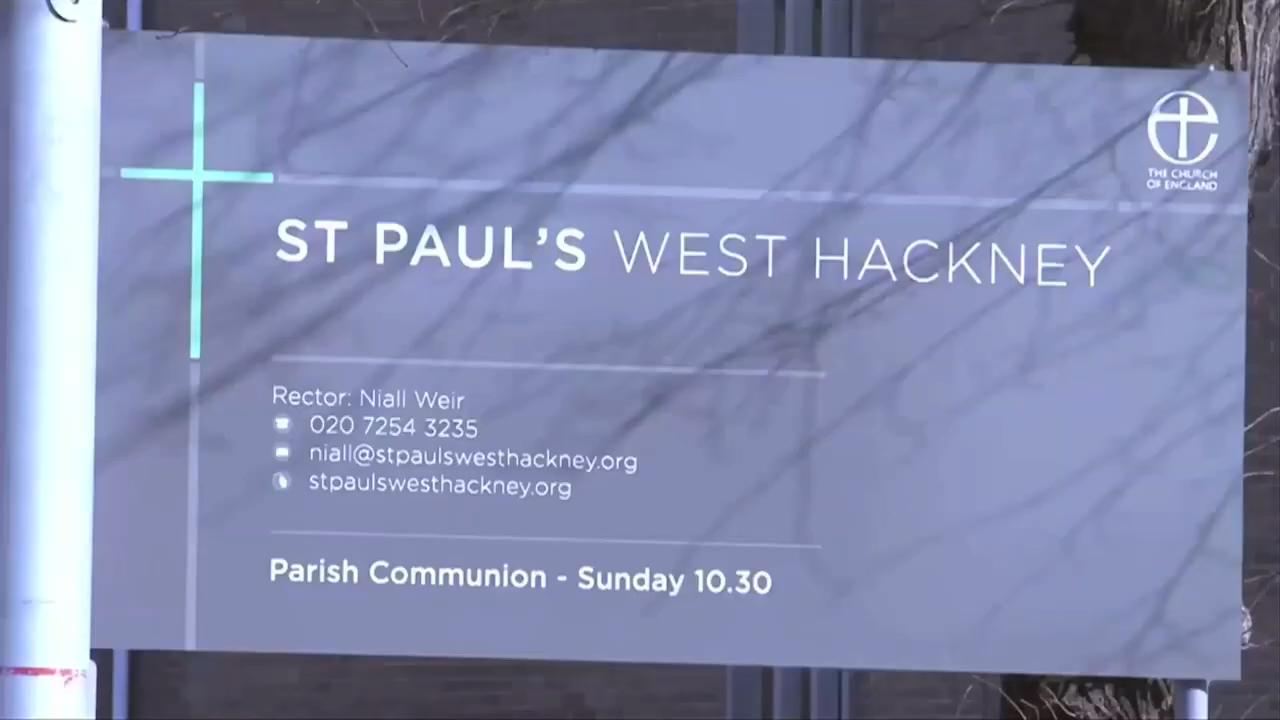 THE CHURCH
OF ENGLAND
ST PAUL'S WEST HACKNEY
Rector: Niall Weir
020 7254 3235
niall@stpaulswesthackney.org
stpaulswesthackney.org
Parish Communion - Sunday 10.30